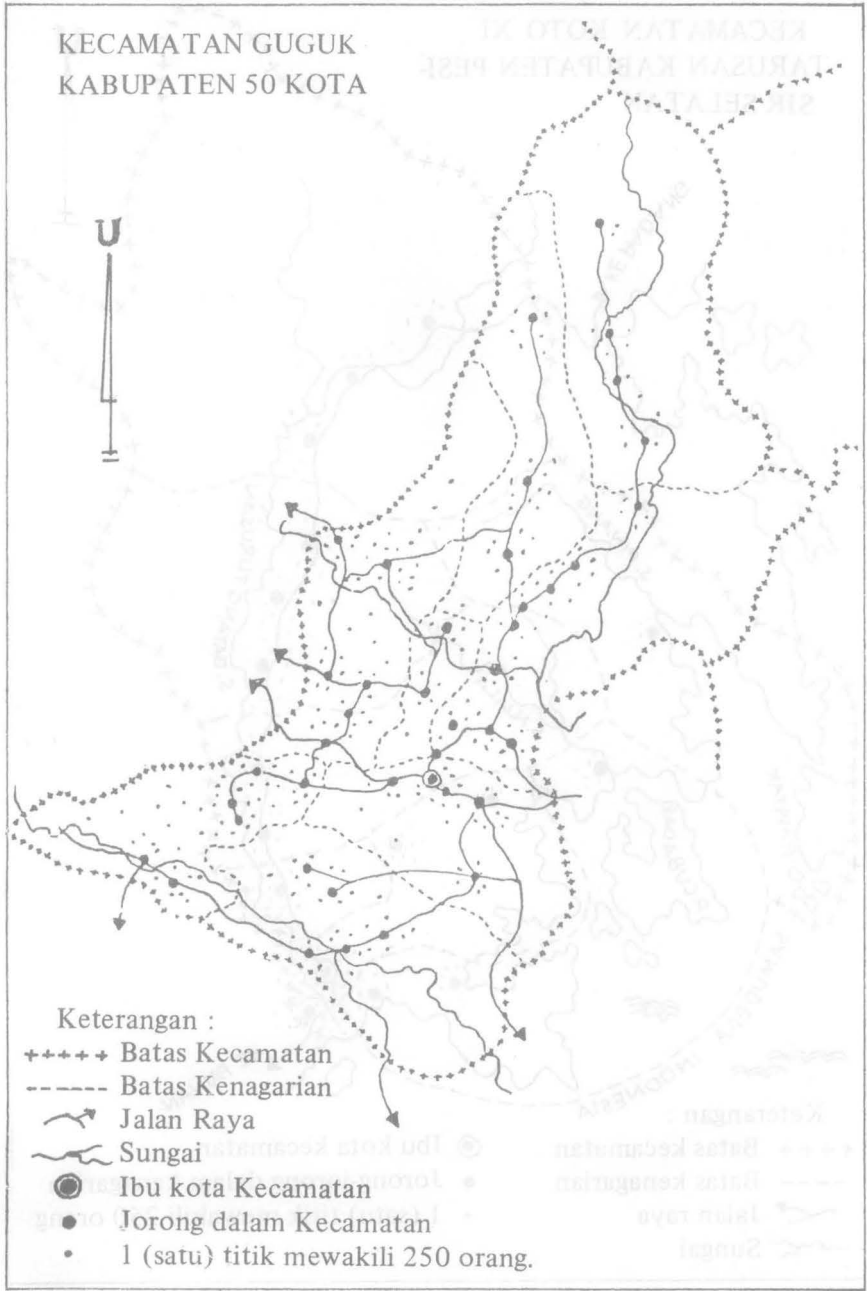 KECAMATAN GUGUK
KABUPATEN 50 KOTA
U
Keterangan :
Batas Kecamatan
Batas Kenagarian
Jalan Raya
Sungai
Ibu kota Kecamatan
Jorong dalam Kecamatan
1 (satu) titik mewakili 250 orang.